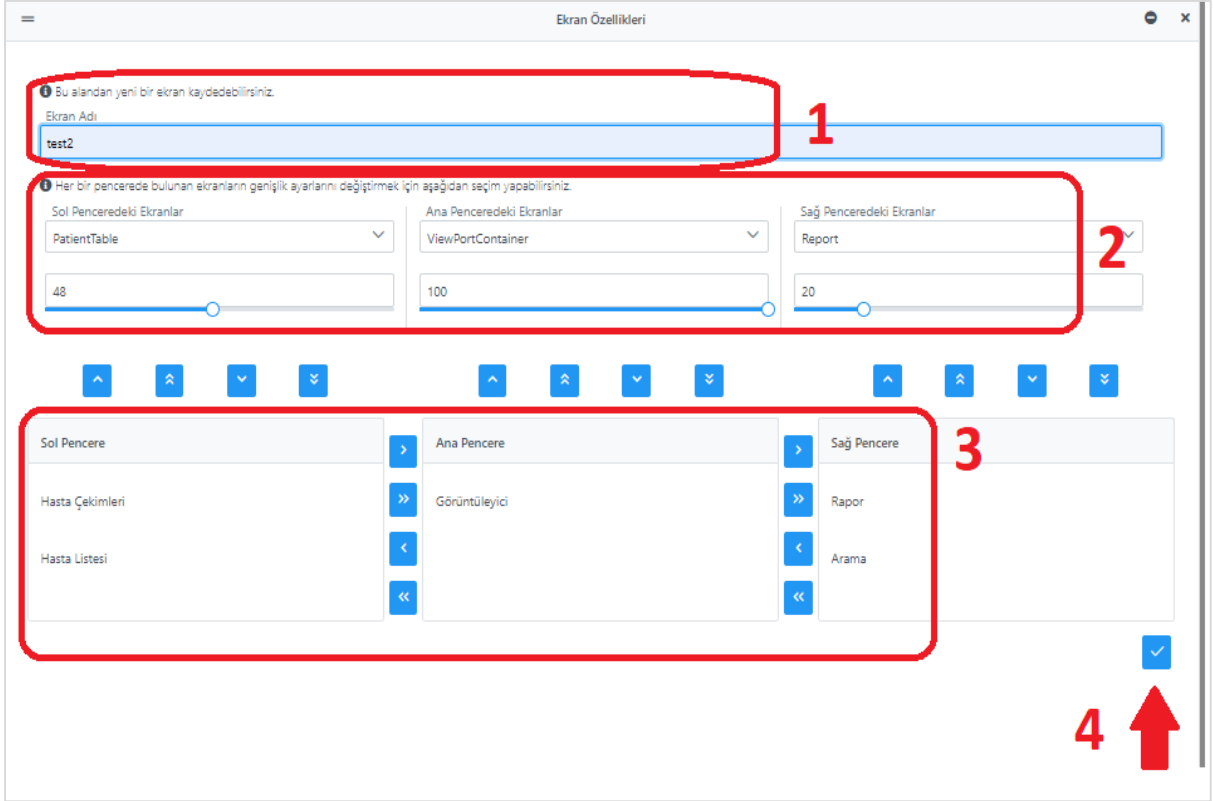 Ekran Özellikleri
Bu alandan yeni bir ekran kaydedebilirsiniz.
Ekran Adı
test2
1
Her bir pencerede bulunan ekranların genişlik ayarlarını değiştirmek için aşağıdan seçim yapabilirsiniz.
Sol Penceredeki Ekranlar
Ana Penceredeki Ekranlar
Sağ Penceredeki Ekranlar
PatientTable
ViewPortContainer
Report
2
48
100
20
Sol Pencere
Ana Pencere
Sağ Pencere
3
Hasta Çekimleri
Görüntüleyici
Rapor
Hasta Listesi
Arama
4